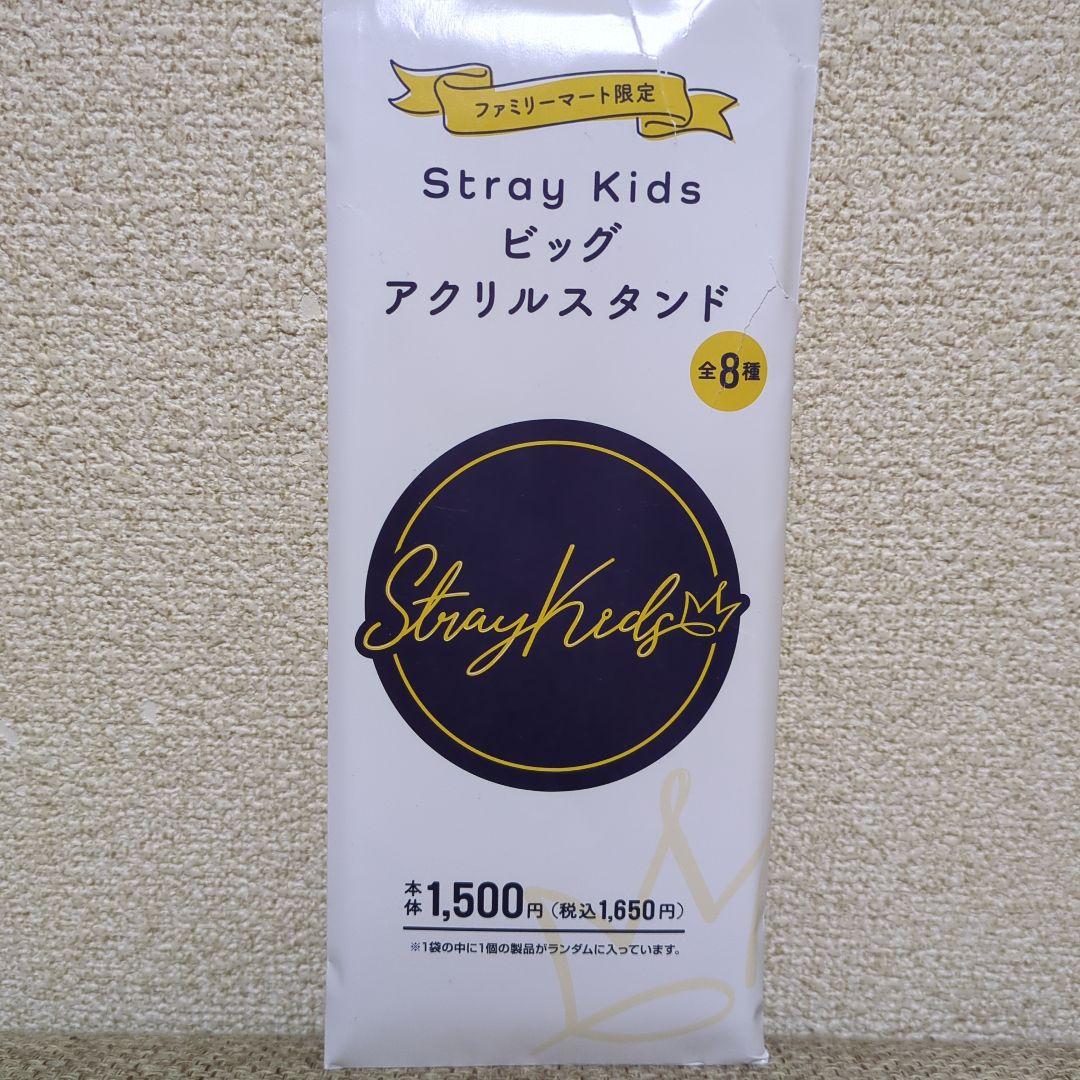 ファミリーマート限定
Stray Kids
ビッグ
アクリルスタンド
全8種
StrayKids
本体1,500円(税込1,650円)
※1袋の中に1個の製品がランダムに入っています。